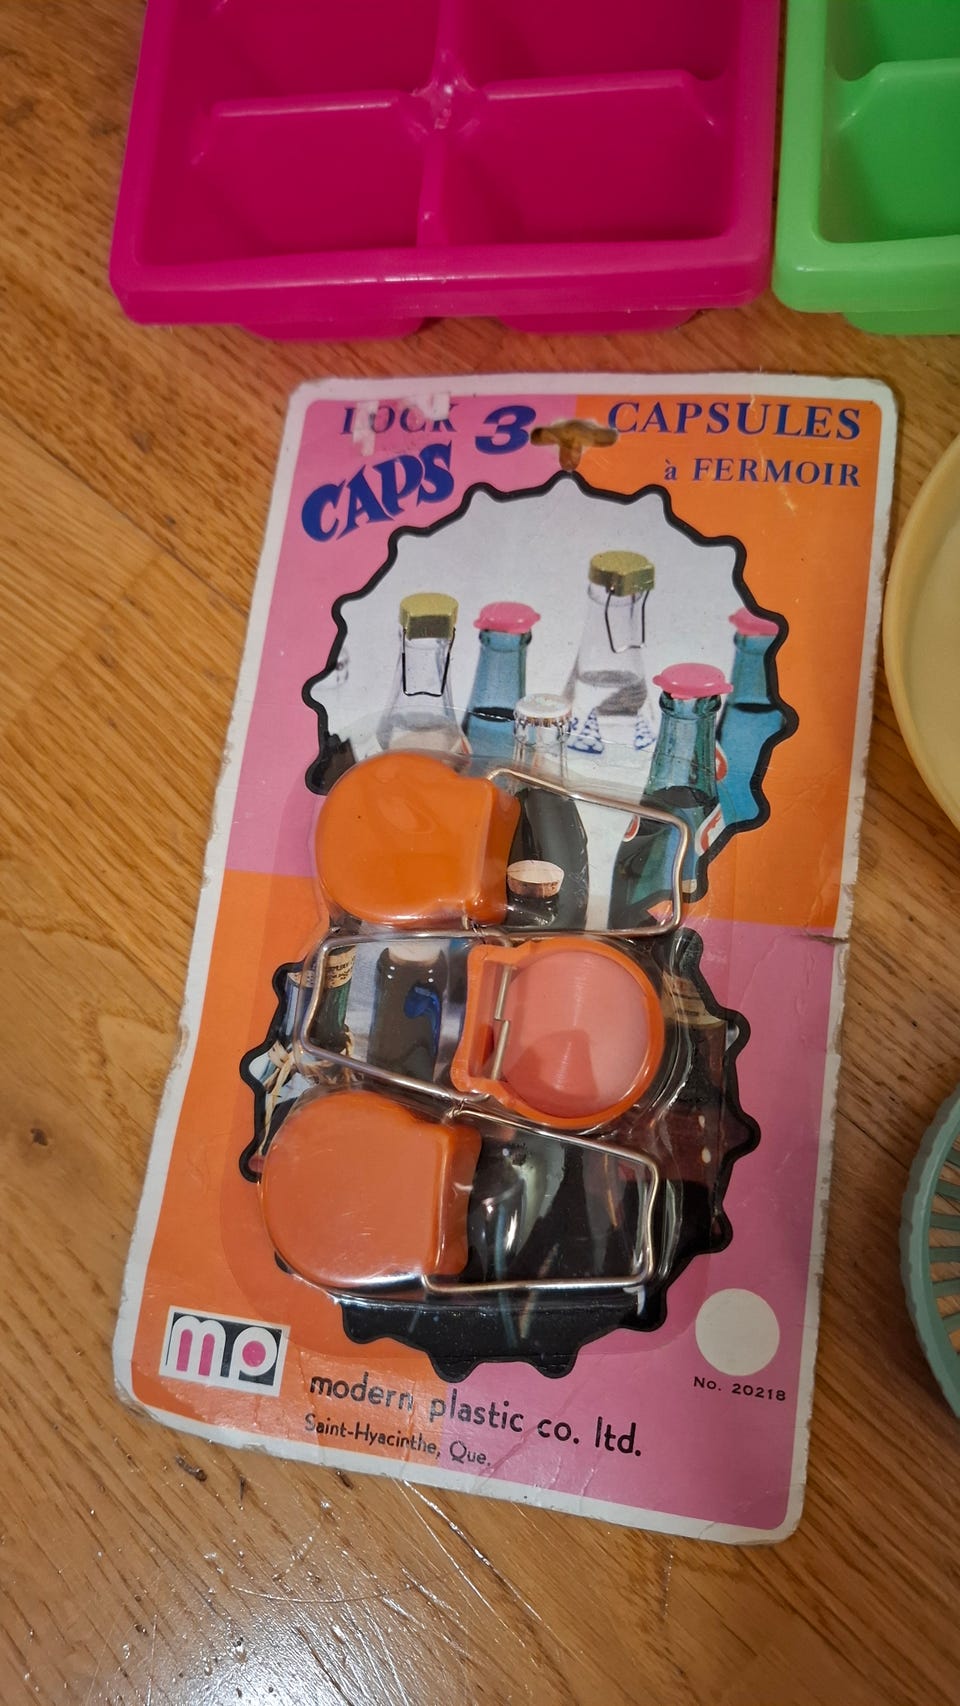 LOCK 3 CAPSULES
CAPS à FERMOIR
mp
modern plastic co. ltd.
Saint-Hyacinthe, Que.
No. 20218